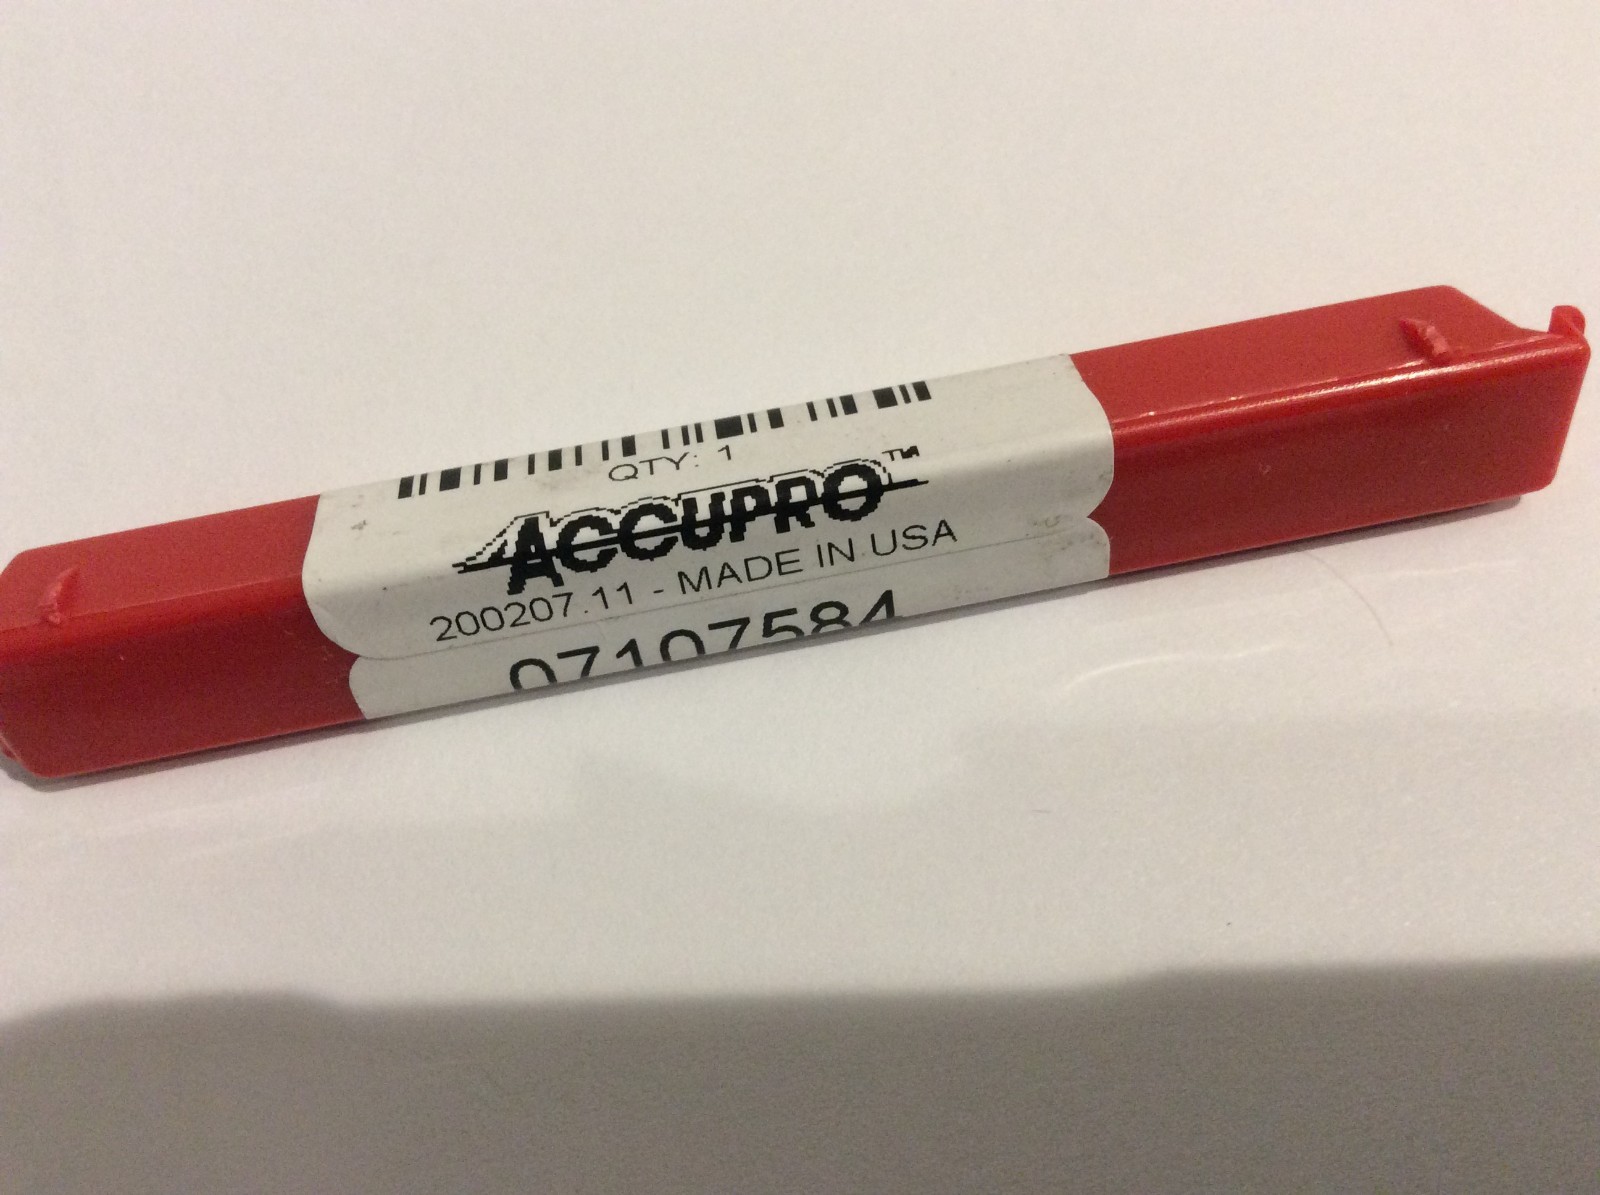 QTY: 1
ACCUPRO™
200207.11 - MADE IN USA
07107584